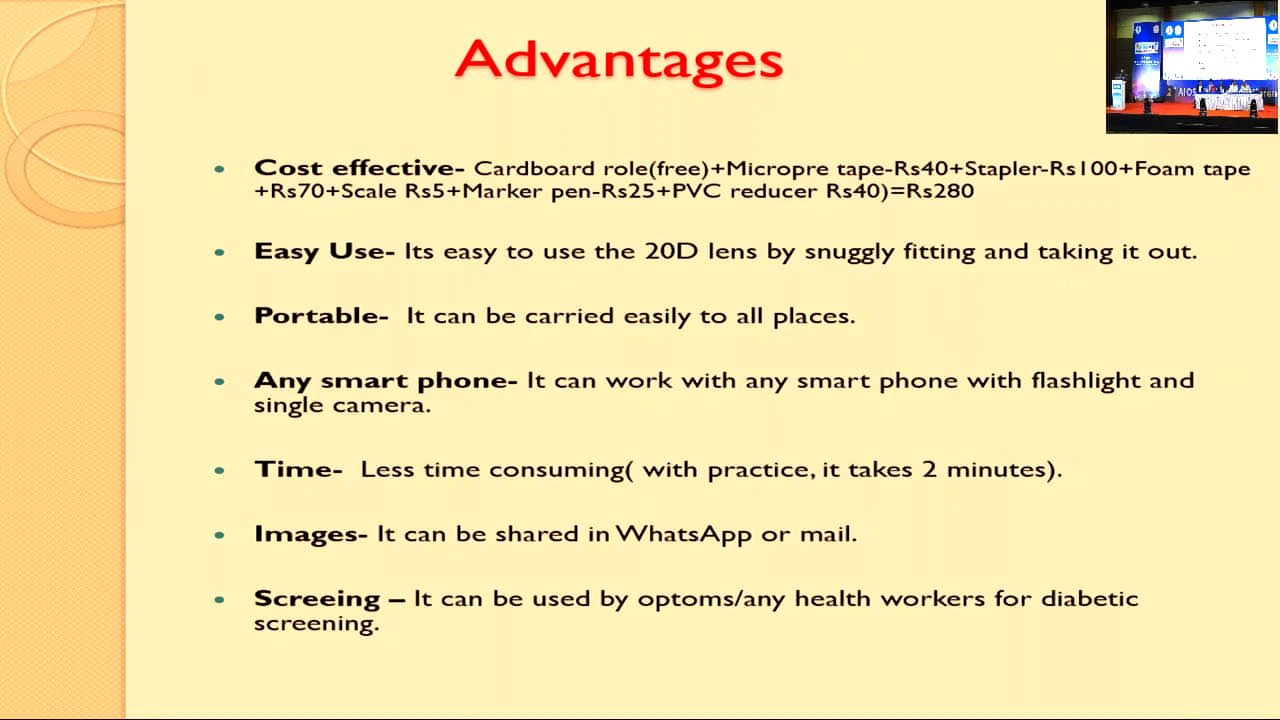 Advantages
• Cost effective- Cardboard role(free)+Micropre tape-Rs40+Stapler-Rs100+Foam tape
+Rs70+Scale Rs5+Marker pen-Rs25+PVC reducer Rs40)=Rs280
• Easy Use- Its easy to use the 20D lens by snuggly fitting and taking it out.
• Portable- It can be carried easily to all places.
• Any smart phone- It can work with any smart phone with flashlight and
single camera.
• Time- Less time consuming( with practice, it takes 2 minutes).
• Images- It can be shared in WhatsApp or mail.
• Screeing – It can be used by optoms/any health workers for diabetic
screening.